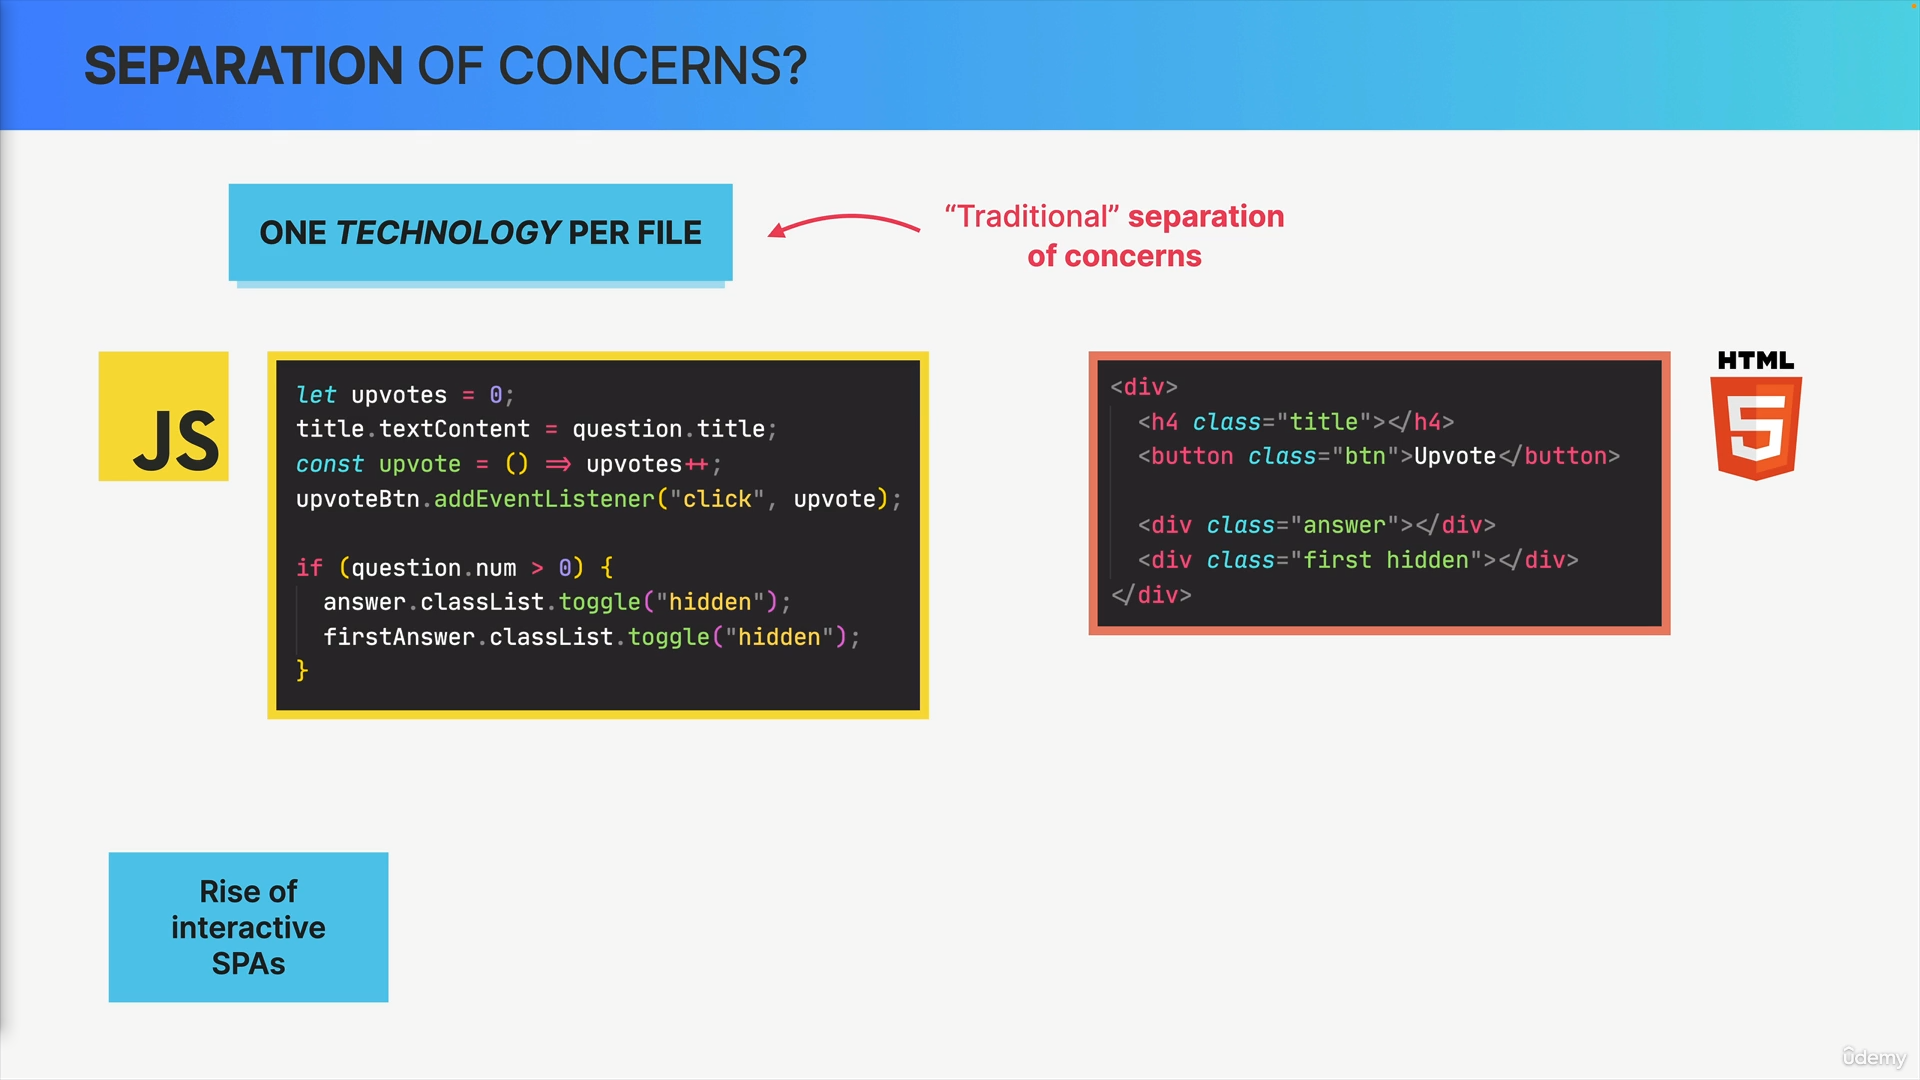 SEPARATION OF CONCERNS?
ONE TECHNOLOGY PER FILE
“Traditional” separation
of concerns
JS
let upvotes = 0;
title.textContent = question.title;
const upvote = () => upvotes++;
upvoteBtn.addEventListener("click", upvote);
if (question.num > 0) {
answer.classList.toggle("hidden");
firstAnswer.classList.toggle("hidden");
}
<div>
<h4 class="title"></h4>
<button class="btn">Upvote</button>
<div class="answer"></div>
<div class="first hidden"></div>
</div>
HTML
5
Rise of
interactive
SPAs
ûdemy